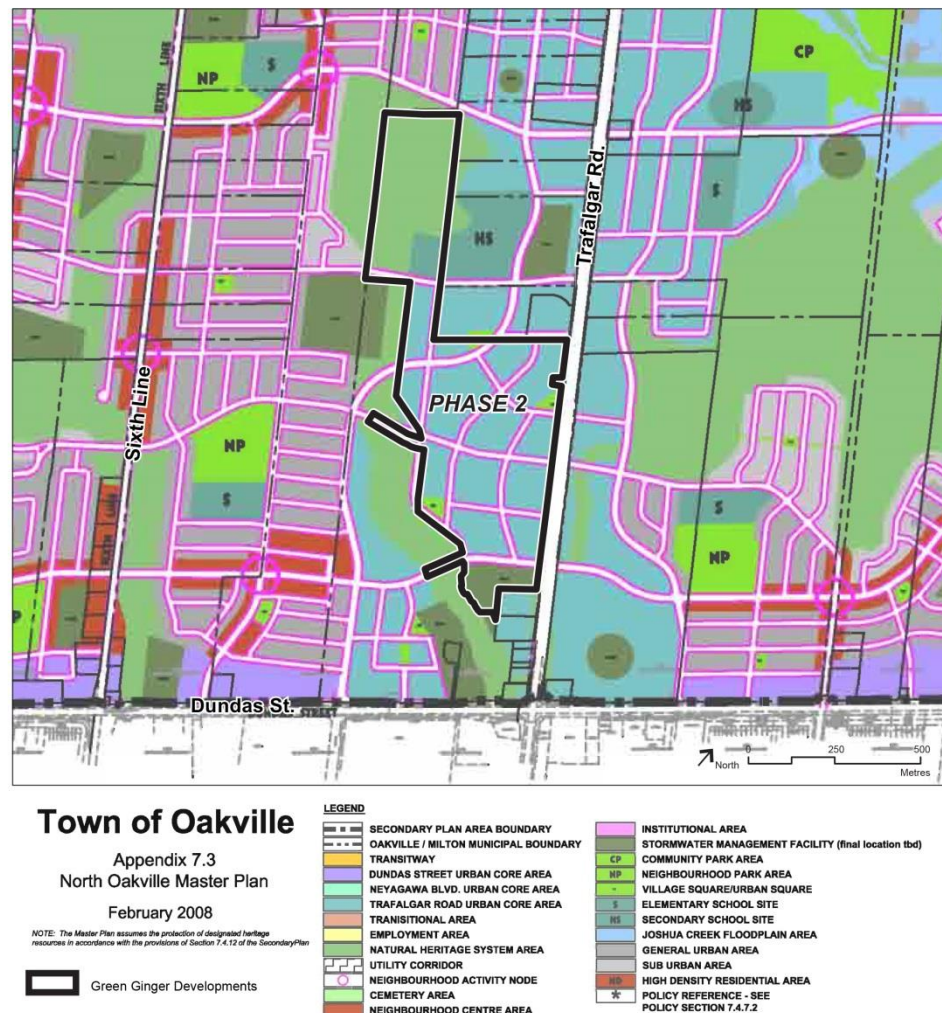 LINE
SIXTH
NP
S
CP
HS
S
HS
Trafalgar Rd.
PHASE 2
Sixth Line
NP
S
S
NP
SIXTH LINE
P
Dundas St.
STREET
North
0 250 500
Metres
Town of Oakville
Appendix 7.3
North Oakville Master Plan
February 2008
NOTE: The Master Plan assumes the protection of designated heritage
resources in accordance with the provisions of Section 7.4.12 of the SecondaryPlan
Green Ginger Developments
LEGEND
SECONDARY PLAN AREA BOUNDARY
OAKVILLE / MILTON MUNICIPAL BOUNDARY
TRANSITWAY
DUNDAS STREET URBAN CORE AREA
NEYAGAWA BLVD. URBAN CORE AREA
TRAFALGAR ROAD URBAN CORE AREA
TRANISITIONAL AREA
EMPLOYMENT AREA
NATURAL HERITAGE SYSTEM AREA
UTILITY CORRIDOR
NEIGHBOURHOOD ACTIVITY NODE
CEMETERY AREA
NEIGHBOURHOOD CENTRE AREA
INSTITUTIONAL AREA
STORMWATER MANAGEMENT FACILITY (final location tbd)
CP COMMUNITY PARK AREA
NP NEIGHBOURHOOD PARK AREA
VILLAGE SQUARE/URBAN SQUARE
S ELEMENTARY SCHOOL SITE
HS SECONDARY SCHOOL SITE
JOSHUA CREEK FLOODPLAIN AREA
GENERAL URBAN AREA
SUB URBAN AREA
HD HIGH DENSITY RESIDENTIAL AREA
* POLICY REFERENCE - SEE
POLICY SECTION 7.4.7.2